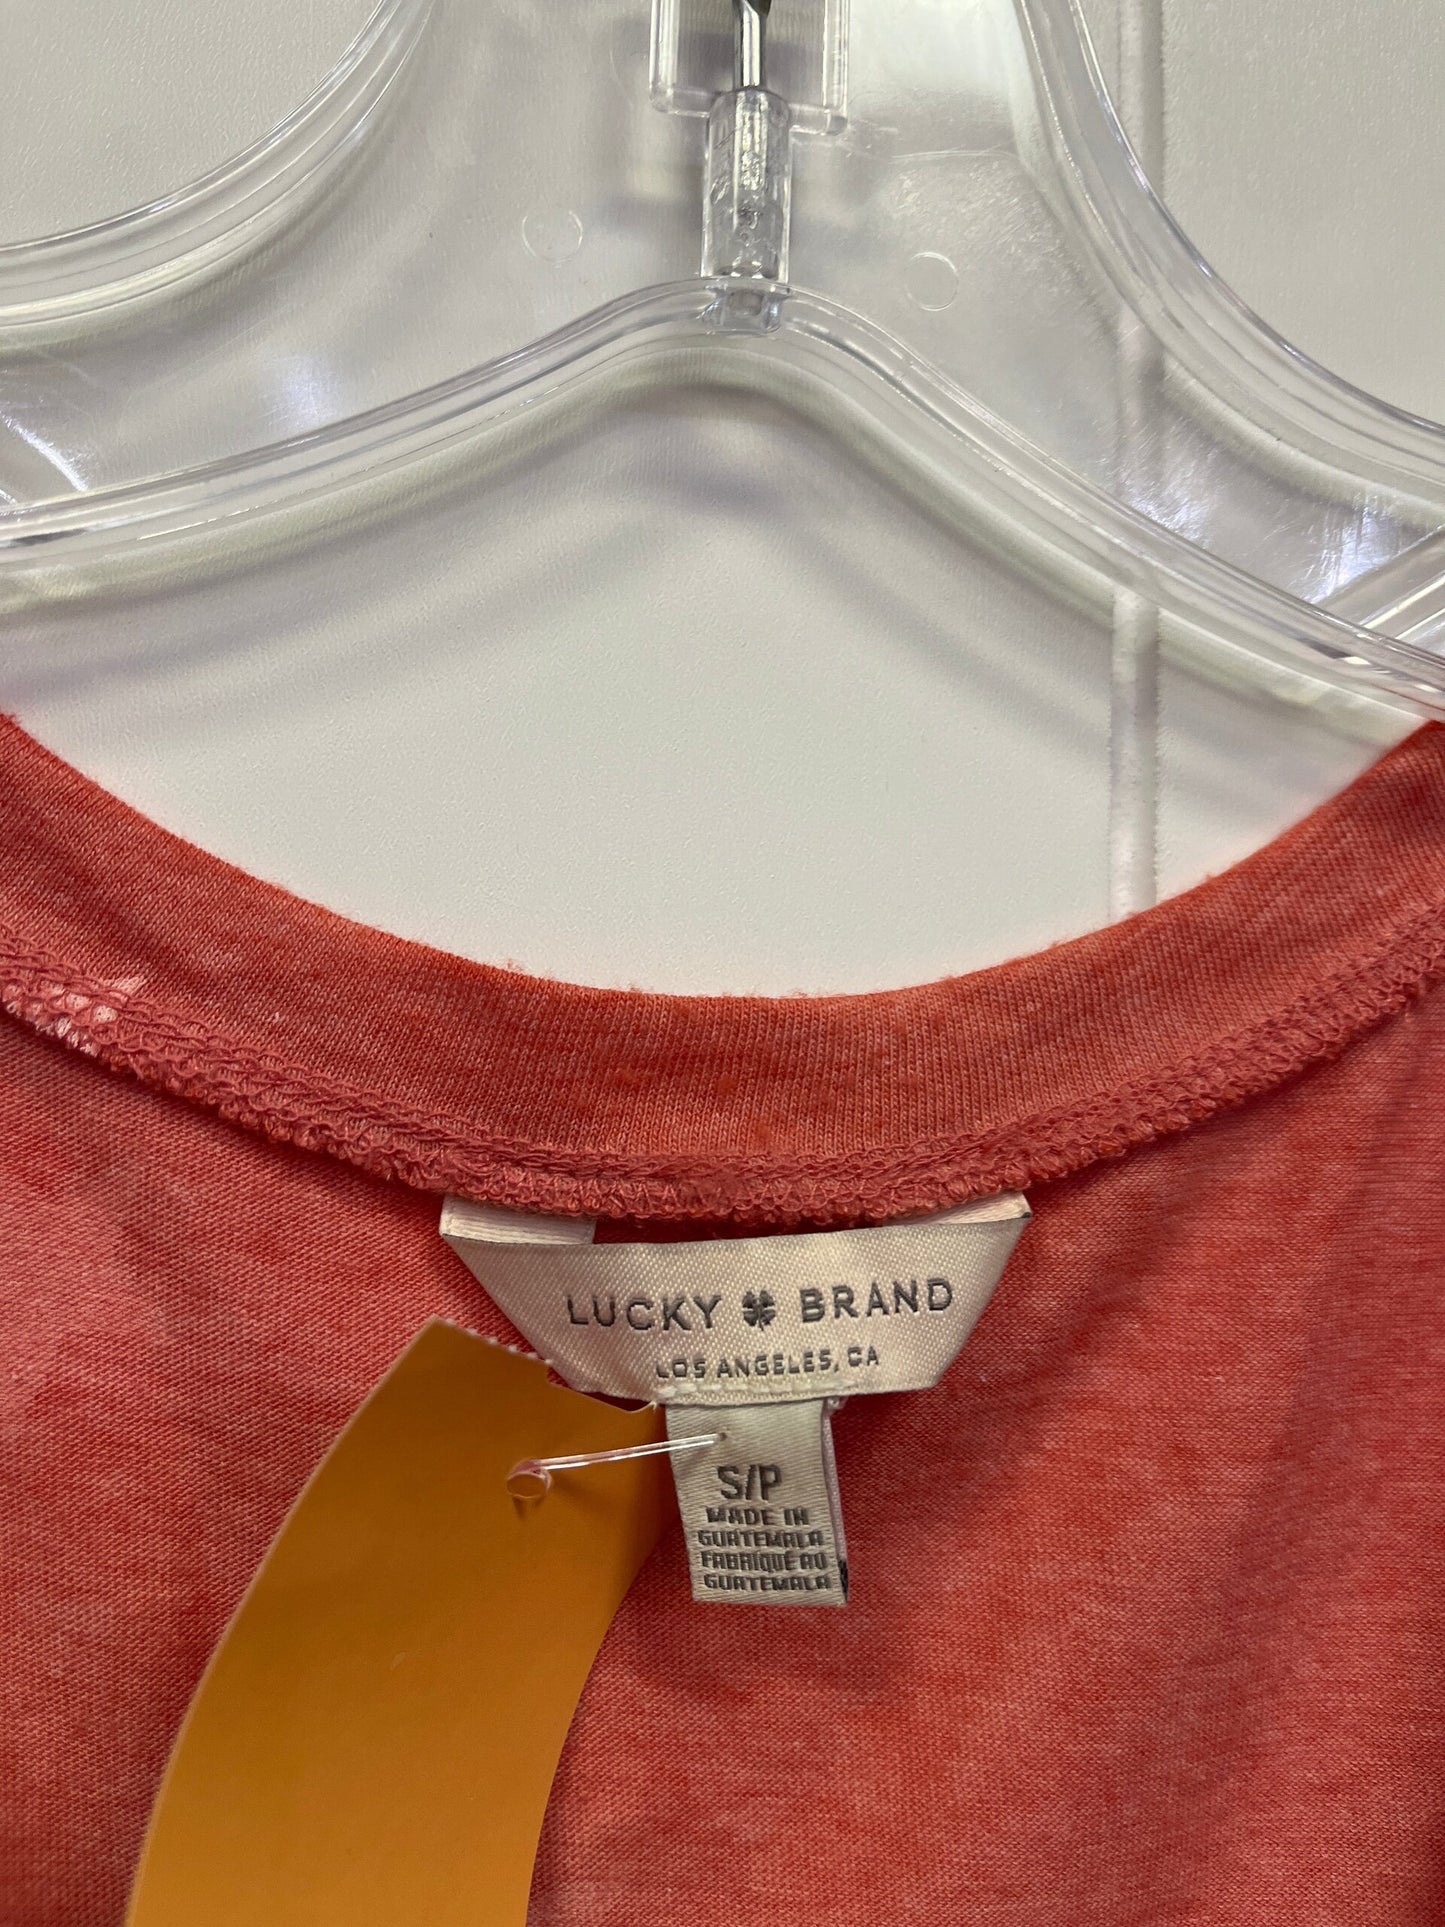 LUCKY BRAND
LOS ANGELES, CA
S/P
MADE IN
GUATEMALA
FABRIQUÉ AU
GUATEMALA